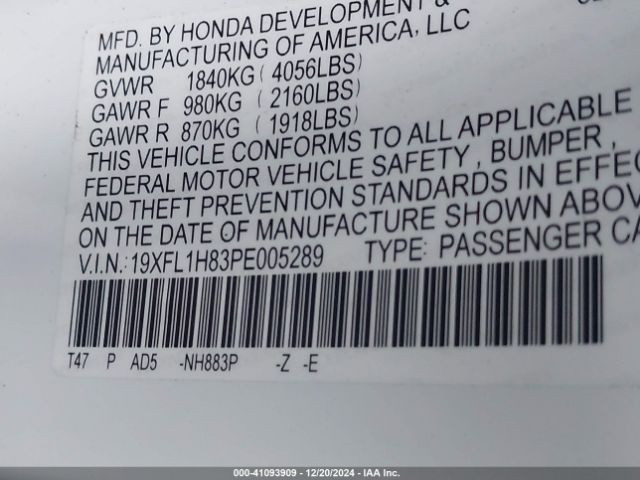 MFD. BY HONDA DEVELOPMENT &
MANUFACTURING OF AMERICA, LLC
GVWR 1840KG ( 4056LBS)
GAWR F 980KG ( 2160LBS)
GAWR R 870KG ( 1918LBS)
THIS VEHICLE CONFORMS TO ALL APPLICABLE
FEDERAL MOTOR VEHICLE SAFETY , BUMPER ,
AND THEFT PREVENTION STANDARDS IN EFFEC
ON THE DATE OF MANUFACTURE SHOWN ABOV
V.I.N.:19XFL1H83PE005289 TYPE: PASSENGER CA
T47 P AD5 -NH883P -Z -E
000-41093909 - 12/20/2024 - IAA Inc.